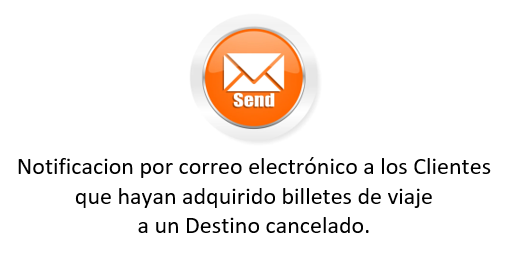 Send
Notificacion por correo electrónico a los Clientes
que hayan adquirido billetes de viaje
a un Destino cancelado.